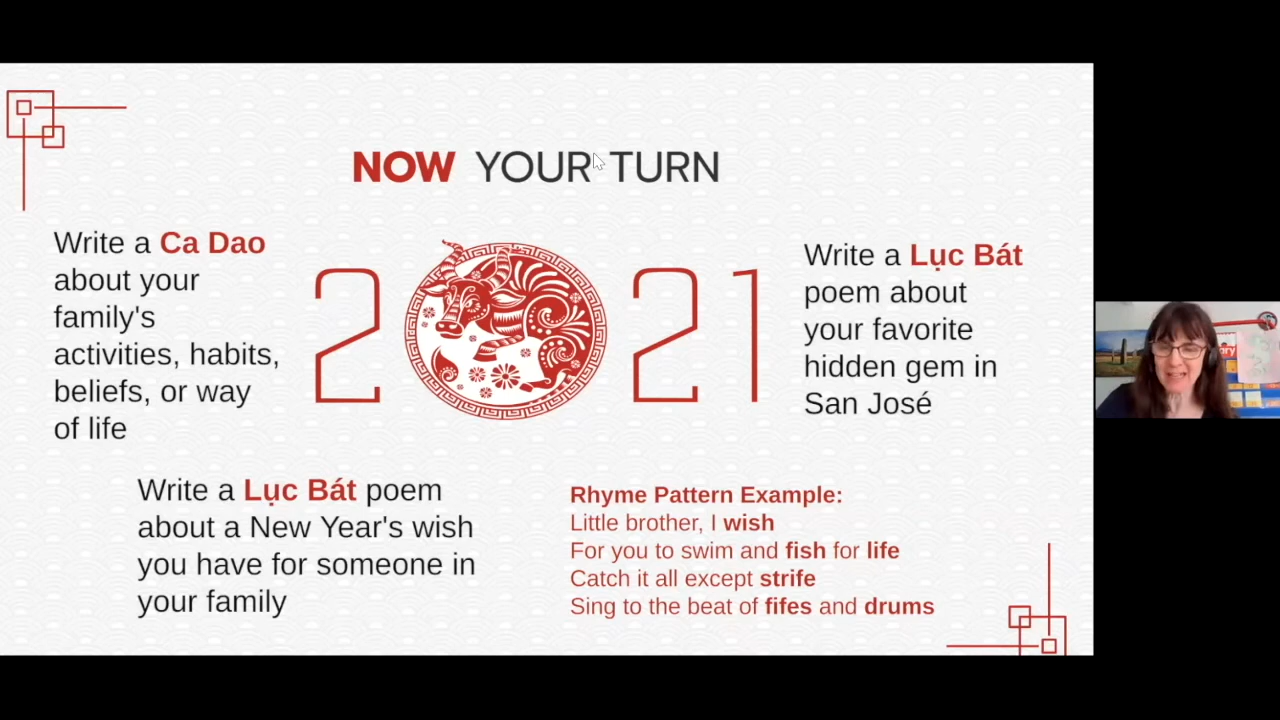 NOW YOUR TURN
Write a Ca Dao
about your
family's
activities, habits,
beliefs, or way
of life
2 21
Write a Lục Bát
poem about
your favorite
hidden gem in
San José
Write a Lục Bát poem
about a New Year's wish
you have for someone in
your family
Rhyme Pattern Example:
Little brother, I wish
For you to swim and fish for life
Catch it all except strife
Sing to the beat of fifes and drums